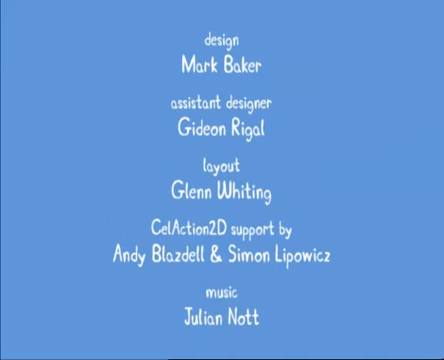 design
Mark Baker
assistant designer
Gideon Rigal
layout
Glenn Whiting
CelAction2D support by
Andy Blazdell & Simon Lipowicz
music
Julian Nott